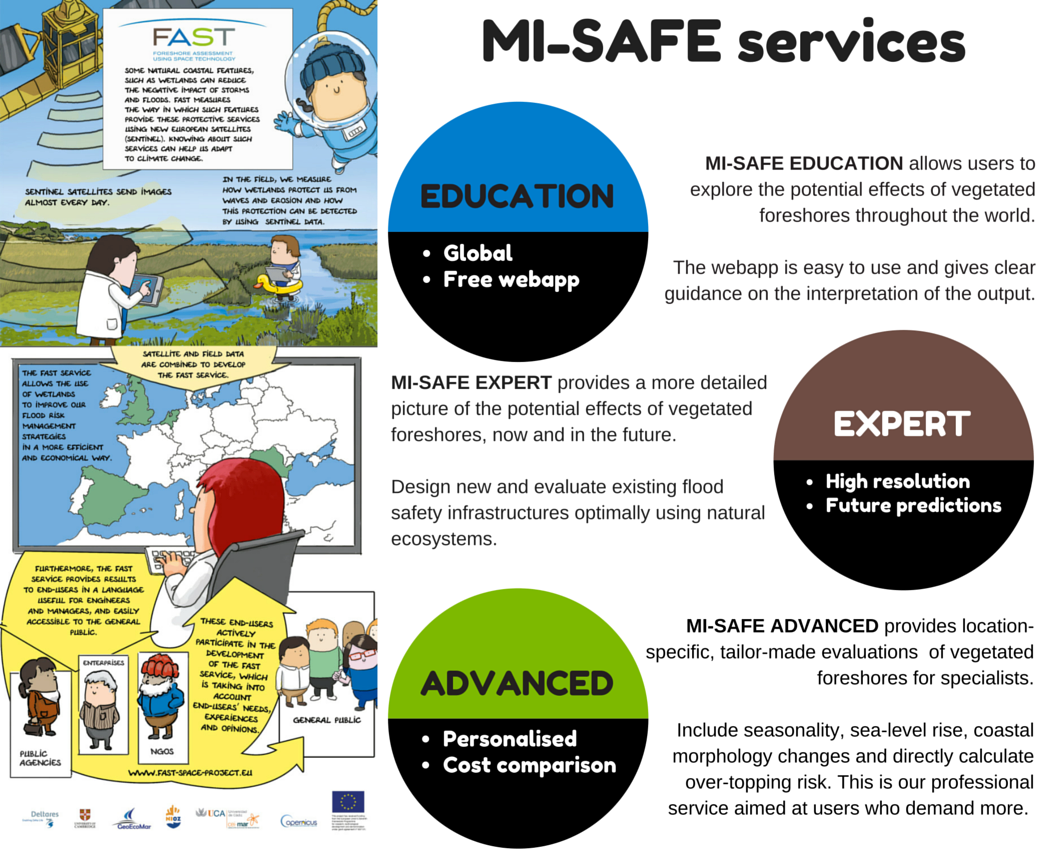 FAST
FORESHORE ASSESSMENT
USING SPACE TECHNOLOGY
SOME NATURAL COASTAL FEATURES,
SUCH AS WETLANDS CAN REDUCE
THE NEGATIVE IMPACT OF STORMS
AND FLOODS. FAST MEASURES
THE WAY IN WHICH SUCH FEATURES
PROVIDE THESE PROTECTIVE SERVICES
USING NEW EUROPEAN SATELLITES
(SENTINEL). KNOWING ABOUT SUCH
SERVICES CAN HELP US ADAPT
TO CLIMATE CHANGE.
SENTINEL SATELLITES SEND IMAGES
ALMOST EVERY DAY.
IN THE FIELD, WE MEASURE
HOW WETLANDS PROTECT US FROM
WAVES AND EROSION AND HOW
THIS PROTECTION CAN BE DETECTED
BY USING SENTINEL DATA.
SATELLITE AND FIELD DATA
ARE COMBINED TO DEVELOP
THE FAST SERVICE.
THE FAST SERVICE
ALLOWS THE USE
OF WETLANDS
TO IMPROVE OUR
FLOOD RISK
MANAGEMENT
STRATEGIES
IN A MORE EFFICIENT
AND ECONOMICAL WAY.
FURTHERMORE, THE FAST
SERVICE PROVIDES RESULTS
TO END-USERS IN A LANGUAGE
USEFUL FOR ENGINEERS
AND MANAGERS, AND EASILY
ACCESSIBLE TO THE GENERAL
PUBLIC.
THESE END-USERS
ACTIVELY
PARTICIPATE IN THE
DEVELOPMENT
OF THE FAST
SERVICE, WHICH
IS TAKING INTO
ACCOUNT
END-USERS' NEEDS,
EXPERIENCES
AND OPINIONS.
PUBLIC
AGENCIES
ENTERPRISES
NGOS
GENERAL PUBLIC
WWW.FAST-SPACE-PROJECT.EU
Deltares
UNIVERSITY OF
CAMBRIDGE
GeoEcoMar
NIOZ
UCA
Copernicus
MI-SAFE services
EDUCATION
• Global
• Free webapp
MI-SAFE EDUCATION allows users to
explore the potential effects of vegetated
foreshores throughout the world.
The webapp is easy to use and gives clear
guidance on the interpretation of the output.
MI-SAFE EXPERT provides a more detailed
picture of the potential effects of vegetated
foreshores, now and in the future.
Design new and evaluate existing flood
safety infrastructures optimally using natural
ecosystems.
EXPERT
• High resolution
• Future predictions
ADVANCED
• Personalised
• Cost comparison
MI-SAFE ADVANCED provides location-
specific, tailor-made evaluations of vegetated
foreshores for specialists.
Include seasonality, sea-level rise, coastal
morphology changes and directly calculate
over-topping risk. This is our professional
service aimed at users who demand more.